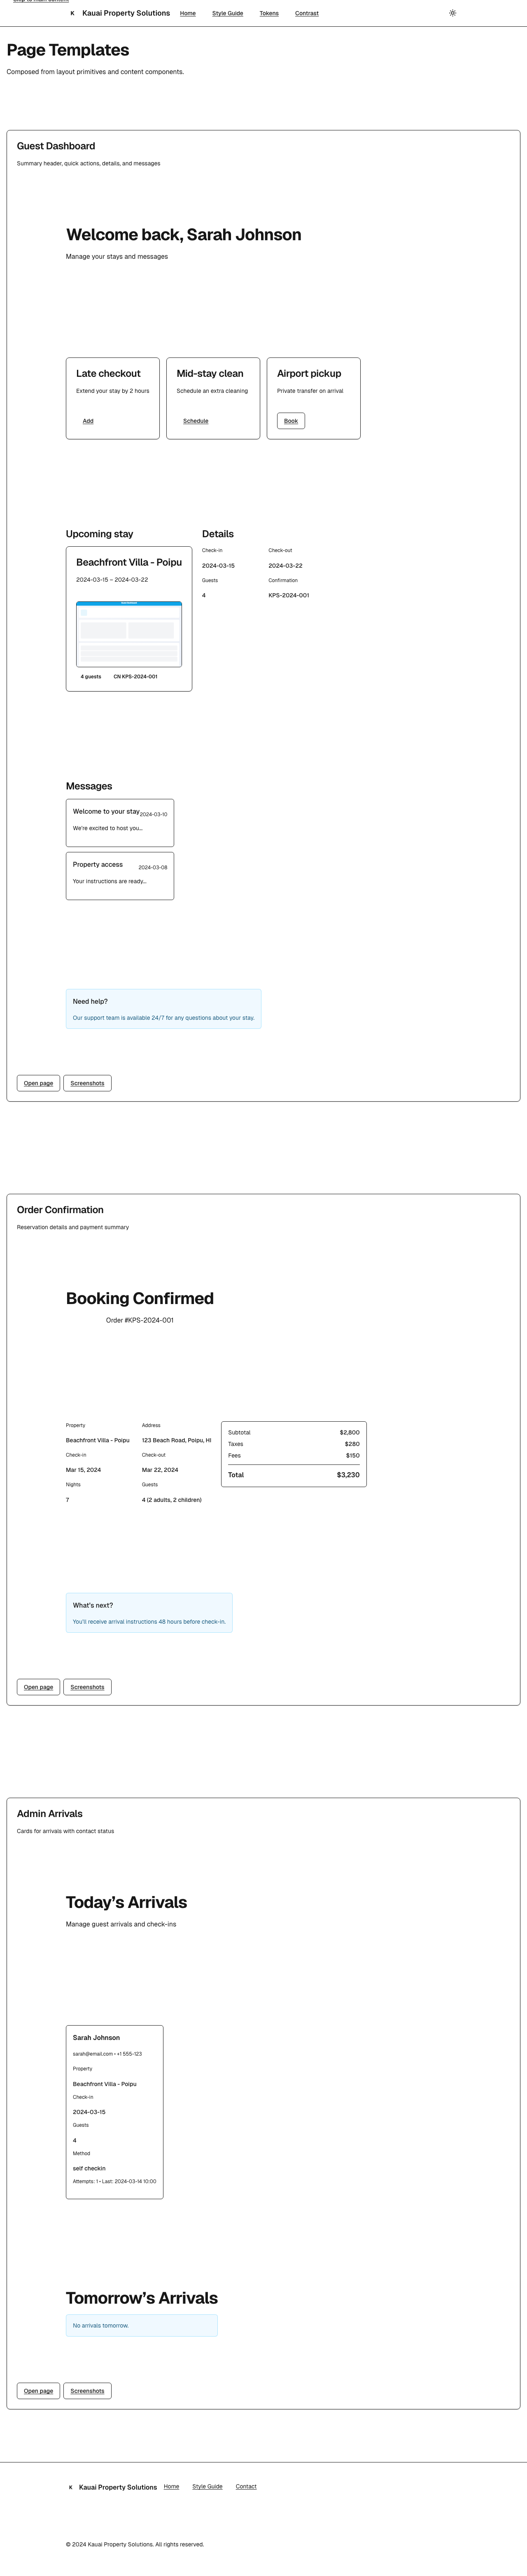 Skip to main content
K Kauai Property Solutions Home Style Guide Tokens Contrast
Page Templates
Composed from layout primitives and content components.
Guest Dashboard
Summary header, quick actions, details, and messages
Welcome back, Sarah Johnson
Manage your stays and messages
Late checkout
Extend your stay by 2 hours
Add
Mid-stay clean
Schedule an extra cleaning
Schedule
Airport pickup
Private transfer on arrival
Book
Upcoming stay
Beachfront Villa - Poipu
2024-03-15 – 2024-03-22
4 guests CN KPS-2024-001
Details
Check-in Check-out
2024-03-15 2024-03-22
Guests Confirmation
4 KPS-2024-001
Messages
Welcome to your stay 2024-03-10
We're excited to host you...
Property access 2024-03-08
Your instructions are ready...
Need help?
Our support team is available 24/7 for any questions about your stay.
Open page Screenshots
Order Confirmation
Reservation details and payment summary
Booking Confirmed
Order #KPS-2024-001
Property Address
Beachfront Villa - Poipu 123 Beach Road, Poipu, HI
Check-in Check-out
Mar 15, 2024 Mar 22, 2024
Nights Guests
7 4 (2 adults, 2 children)
Subtotal $2,800
Taxes $280
Fees $150
Total $3,230
What's next?
You'll receive arrival instructions 48 hours before check-in.
Open page Screenshots
Admin Arrivals
Cards for arrivals with contact status
Today's Arrivals
Manage guest arrivals and check-ins
Sarah Johnson
sarah@email.com • +1 555-123
Property
Beachfront Villa - Poipu
Check-in
2024-03-15
Guests
4
Method
self checkin
Attempts: 1 • Last: 2024-03-14 10:00
Tomorrow's Arrivals
No arrivals tomorrow.
Open page Screenshots
K Kauai Property Solutions Home Style Guide Contact
© 2024 Kauai Property Solutions. All rights reserved.